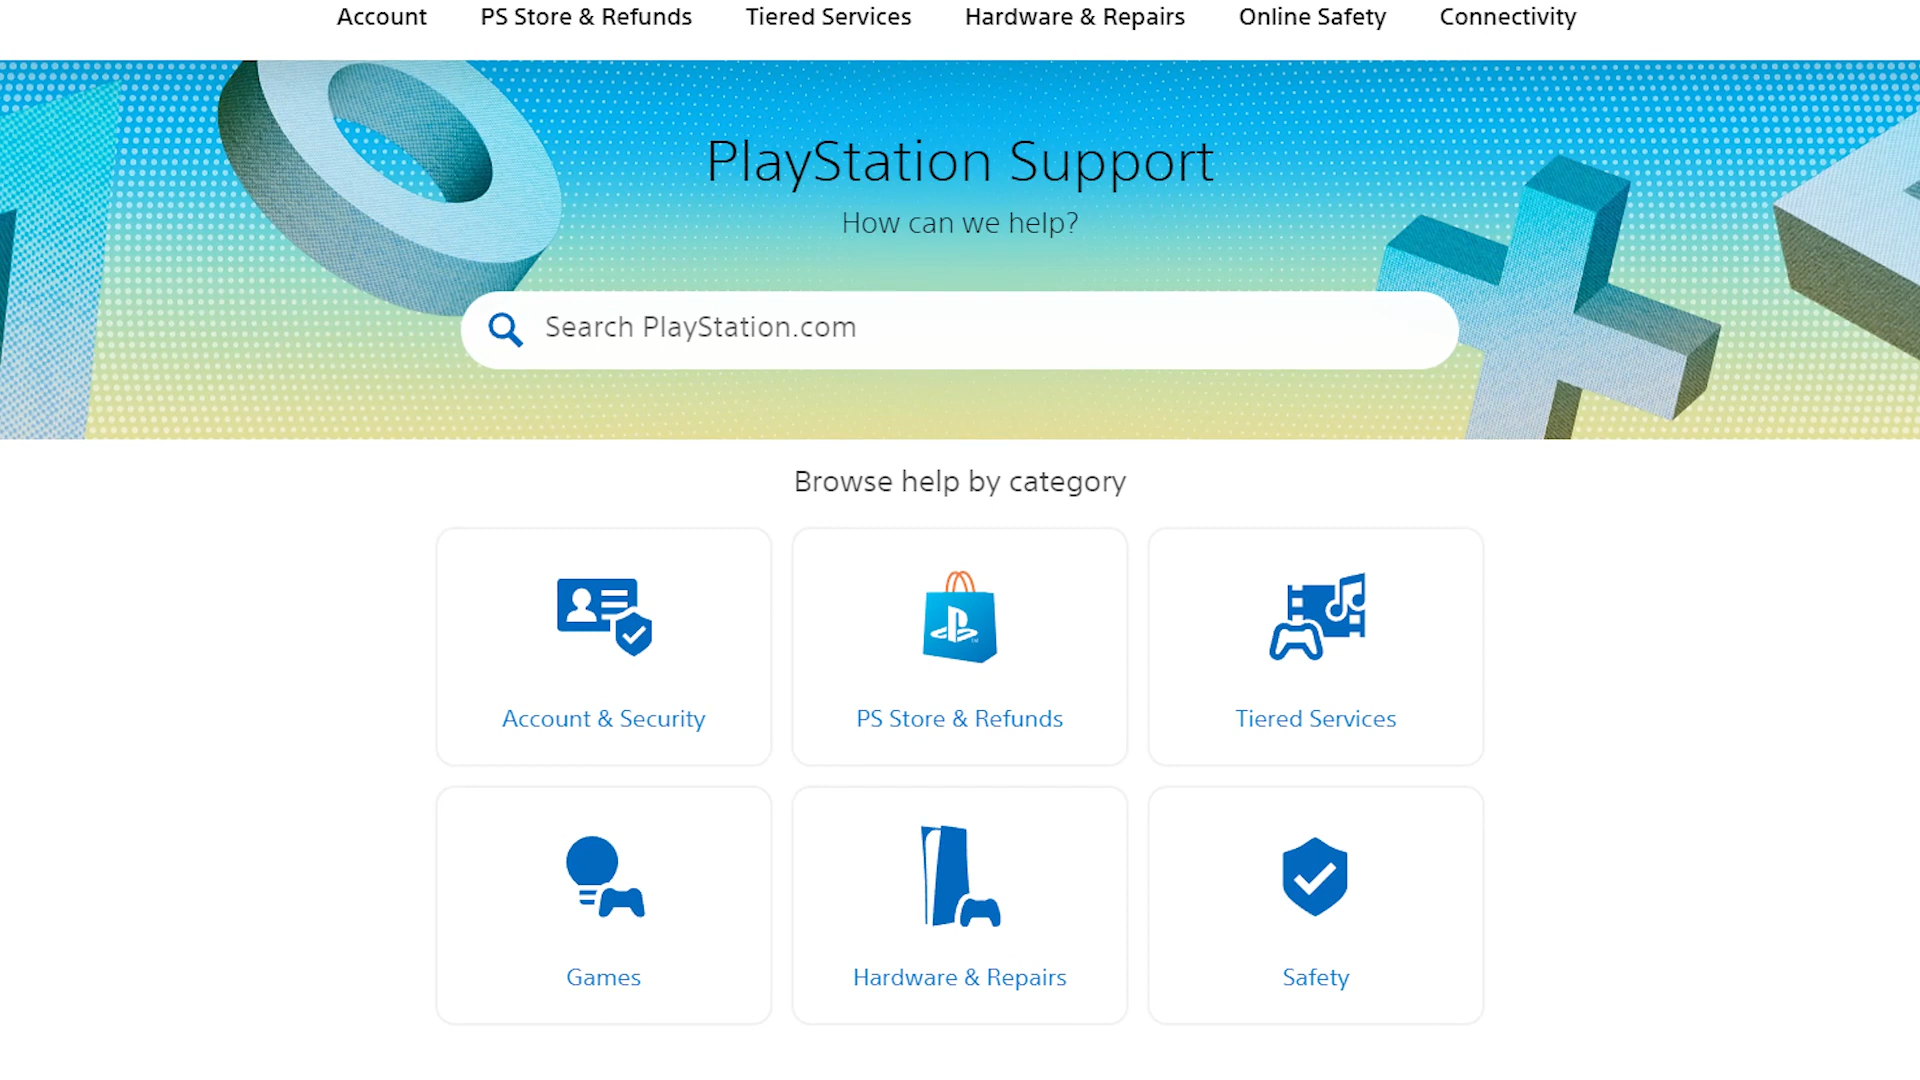 Account PS Store & Refunds Tiered Services Hardware & Repairs Online Safety Connectivity
PlayStation Support
How can we help?
Search PlayStation.com
Browse help by category
Account & Security
PS Store & Refunds
Tiered Services
Games
Hardware & Repairs
Safety